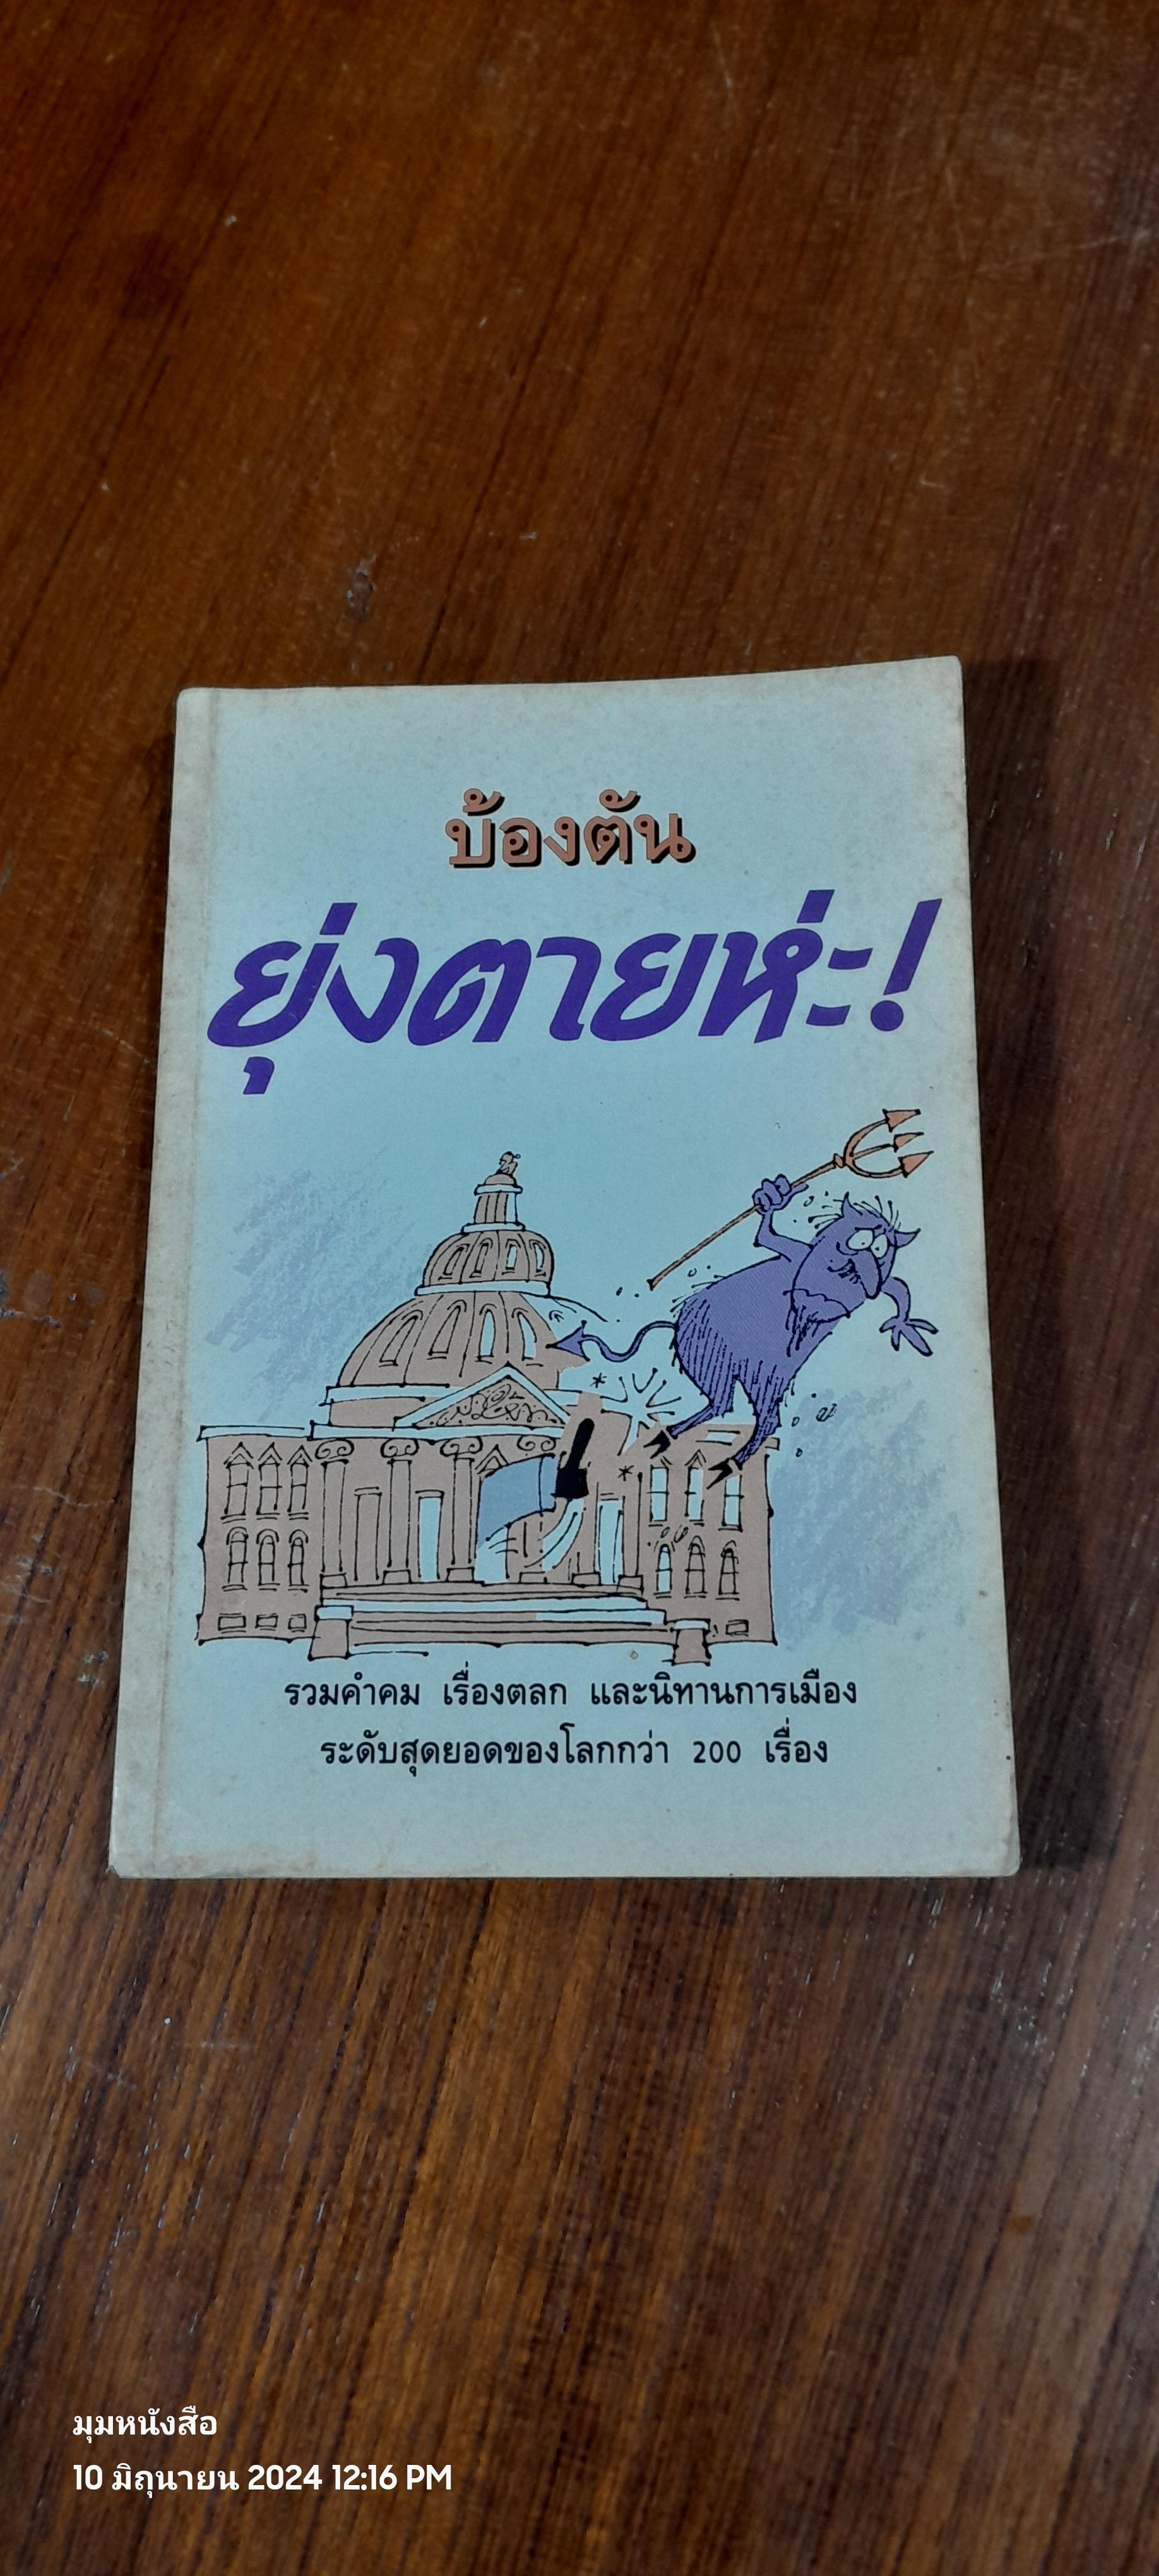 บ้องตัน
ยุ่งตายห่ะ!
รวมคำคม เรื่องตลก และนิทานการเมือง
ระดับสุดยอดของโลกกว่า 200 เรื่อง
มุมหนังสือ
10 มิถุนายน 2024 12:16 PM